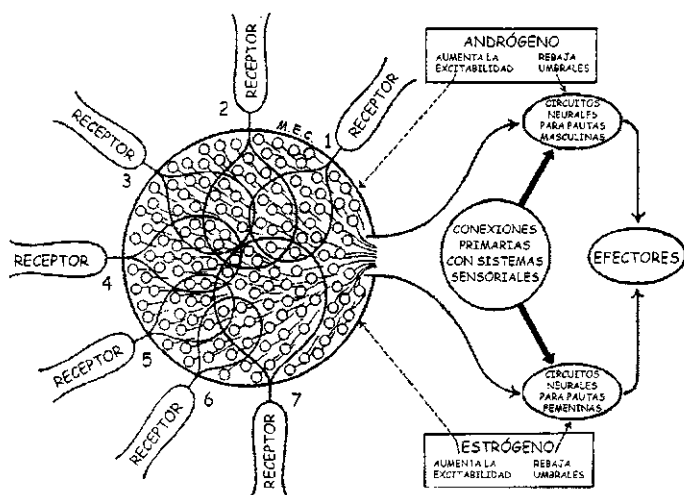 ANDRÓGENO
AUMENTA LA EXCITABILIDAD
REBAJA UMBRALES
RECEPTOR
2
M.E.C.
1
RECEPTOR
RECEPTOR
3
RECEPTOR
4
RECEPTOR
5
RECEPTOR
6
RECEPTOR
7
CIRCUITOS
NEURALES
PARA PAUTAS
MASCULINAS
CONEXIONES
PRIMARIAS
CON SISTEMAS
SENSORIALES
EFECTORES
CIRCUITOS
NEURALES
PARA PAUTAS
FEMENINAS
ESTRÓGENO
AUMENTA LA
EXCITABILIDAD
REBAJA
UMBRALES